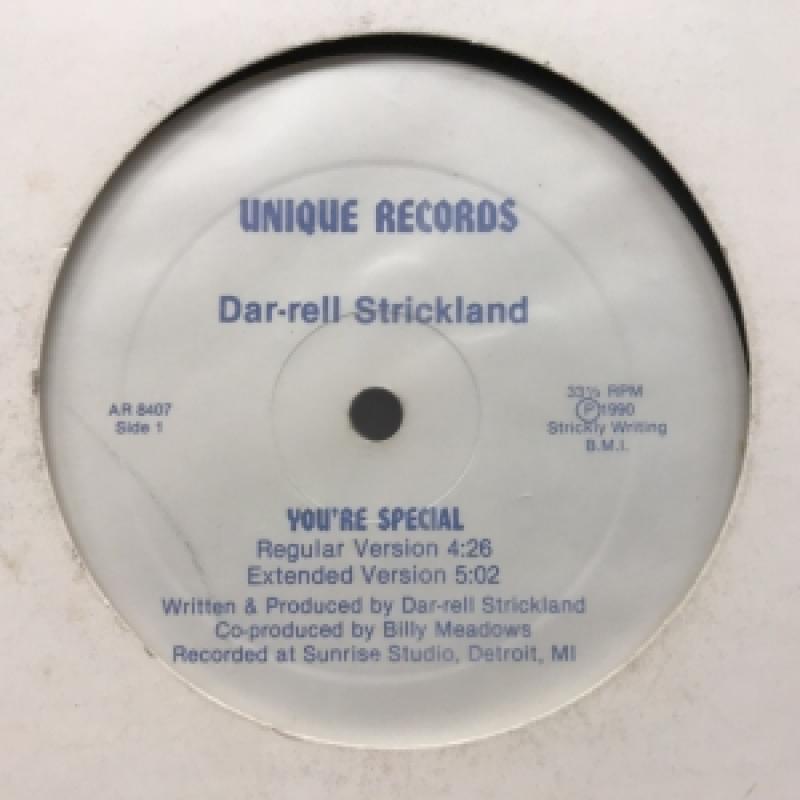 UNIQUE RECORDS
Dar-rell Strickland
AR 8407
Side 1
33⅓ RPM
Ⓟ1990
Strickly Writing
B.M.I.
YOU'RE SPECIAL
Regular Version 4:26
Extended Version 5:02
Written & Produced by Dar-rell Strickland
Co-produced by Billy Meadows
Recorded at Sunrise Studio, Detroit, MI